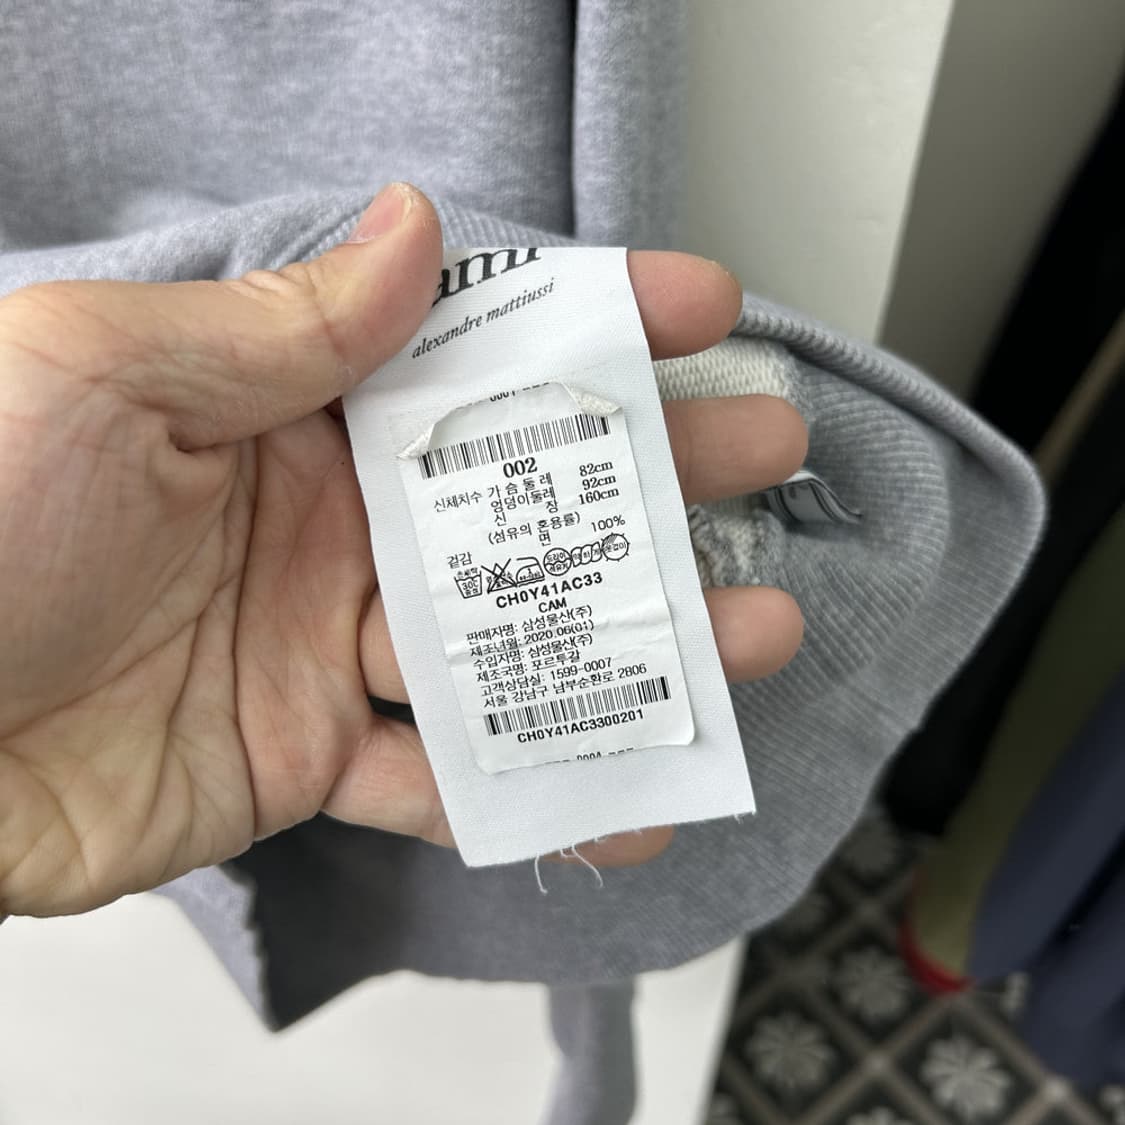 ami
alexandre mattiussi
002
신체치수 가슴둘레 82cm
엉덩이둘레 92cm
신 장 160cm
(섬유의 혼용률)
겉감 면 100%
CH0Y41AC33
CAM
판매자명: 삼성물산(주)
제조년월: 2020.06(01)
수입자명: 삼성물산(주)
제조국명: 포르투갈
고객상담실: 1599-0007
서울 강남구 남부순환로 2806
CH0Y41AC3300201